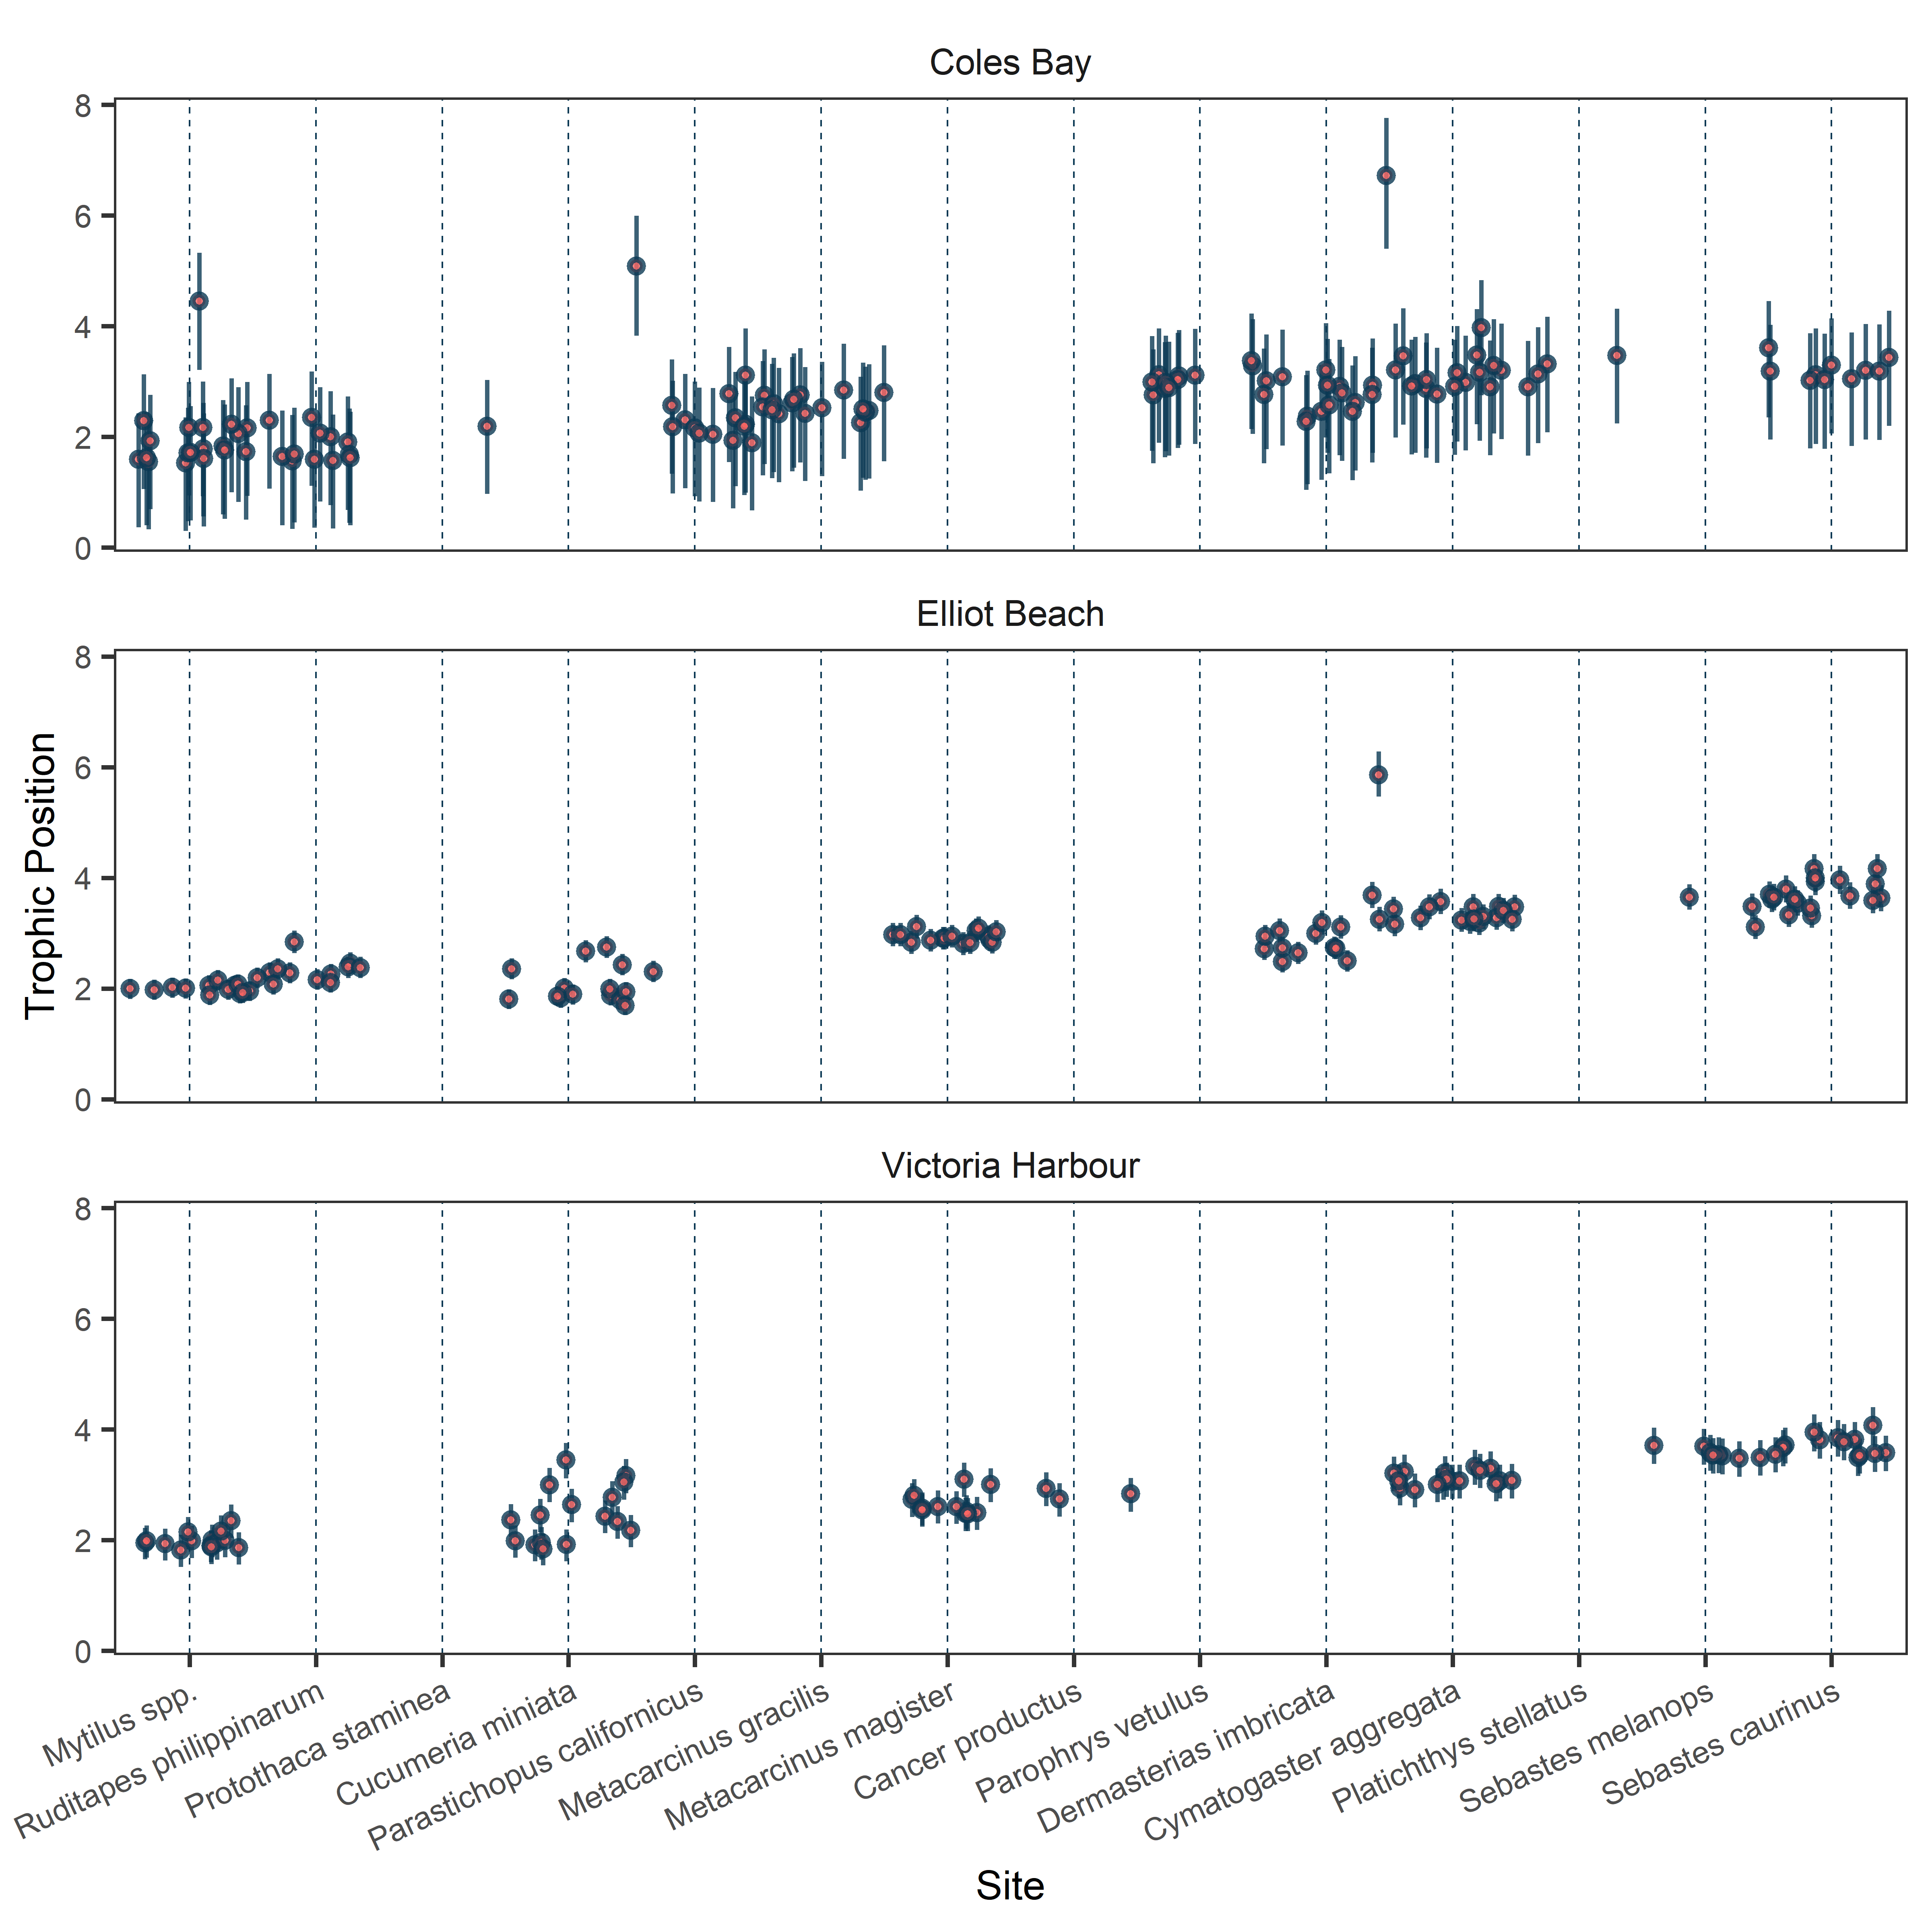 Coles Bay
8
6
4
2
0
Elliot Beach
8
6
4
2
0
Trophic Position
Victoria Harbour
8
6
4
2
0
Mytilus spp.
Ruditapes philippinarum
Protothaca staminea
Cucumeria miniata
Parastichopus californicus
Metacarcinus gracilis
Metacarcinus magister
Cancer productus
Parophrys vetulus
Dermasterias imbricata
Cymatogaster aggregata
Platichthys stellatus
Sebastes melanops
Sebastes caurinus
Site